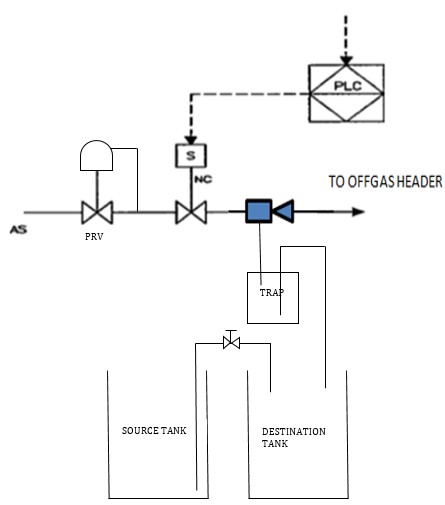 PLC
S
NC
TO OFFGAS HEADER
AS
PRV
TRAP
SOURCE TANK
DESTINATION
TANK